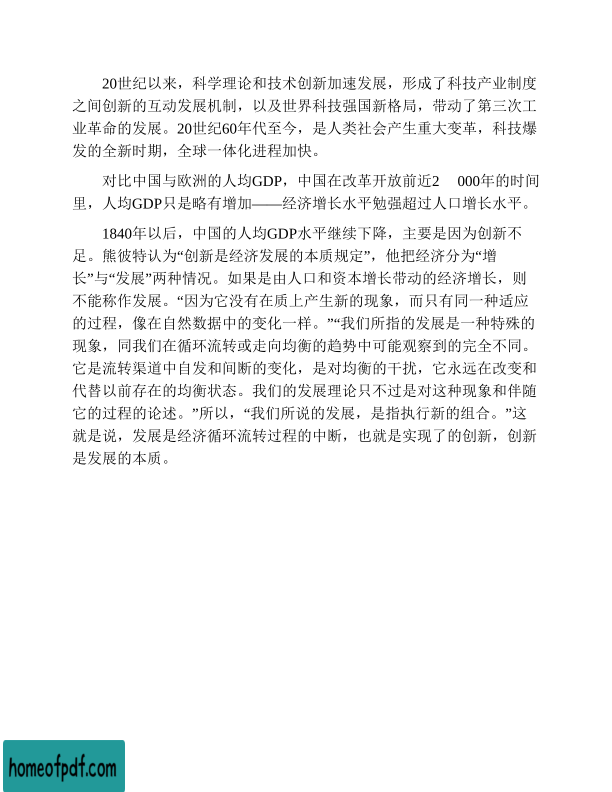 20世纪以来，科学理论和技术创新加速发展，形成了科技产业制度
之间创新的互动发展机制，以及世界科技强国新格局，带动了第三次工
业革命的发展。20世纪60年代至今，是人类社会产生重大变革，科技爆
发的全新时期，全球一体化进程加快。
对比中国与欧洲的人均GDP，中国在改革开放前近2 000年的时间
里，人均GDP只是略有增加——经济增长水平勉强超过人口增长水平。
1840年以后，中国的人均GDP水平继续下降，主要是因为创新不
足。熊彼特认为“创新是经济发展的本质规定”，他把经济分为“增
长”与“发展”两种情况。如果是由人口和资本增长带动的经济增长，则
不能称作发展。“因为它没有在质上产生新的现象，而只有同一种适应
的过程，像在自然数据中的变化一样。”“我们所指的发展是一种特殊的
现象，同我们在循环流转或走向均衡的趋势中可能观察到的完全不同。
它是流转渠道中自发和间断的变化，是对均衡的干扰，它永远在改变和
代替以前存在的均衡状态。我们的发展理论只不过是对这种现象和伴随
它的过程的论述。”所以，“我们所说的发展，是指执行新的组合。”这
就是说，发展是经济循环流转过程的中断，也就是实现了的创新，创新
是发展的本质。
homeofpdf.com